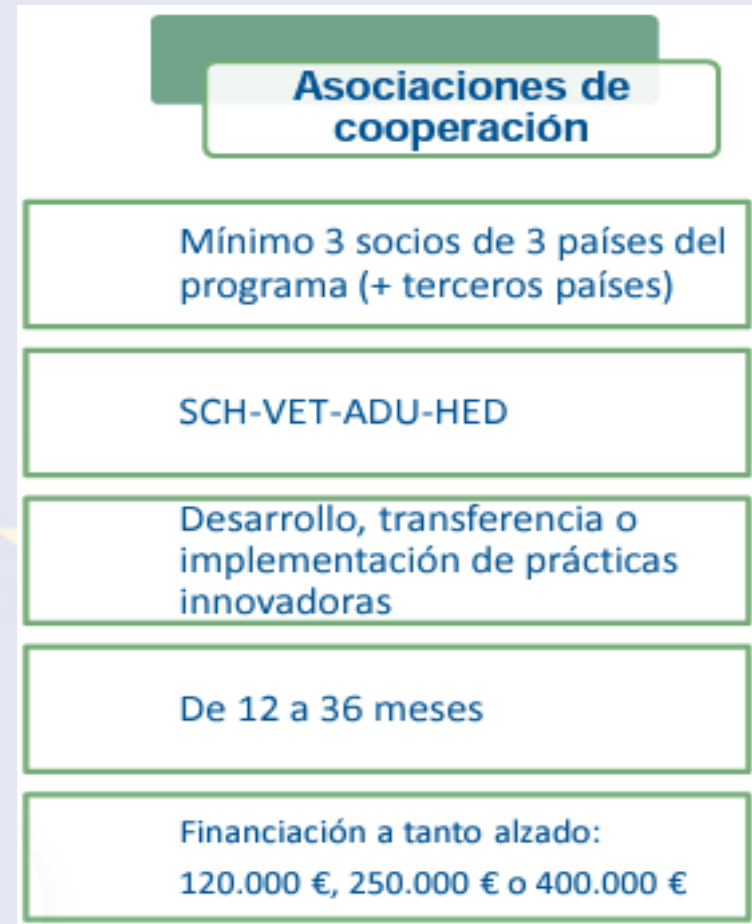 Asociaciones de
cooperación
Mínimo 3 socios de 3 países del
programa (+ terceros países)
SCH-VET-ADU-HED
Desarrollo, transferencia o
implementación de prácticas
innovadoras
De 12 a 36 meses
Financiación a tanto alzado:
120.000 €, 250.000 € o 400.000 €